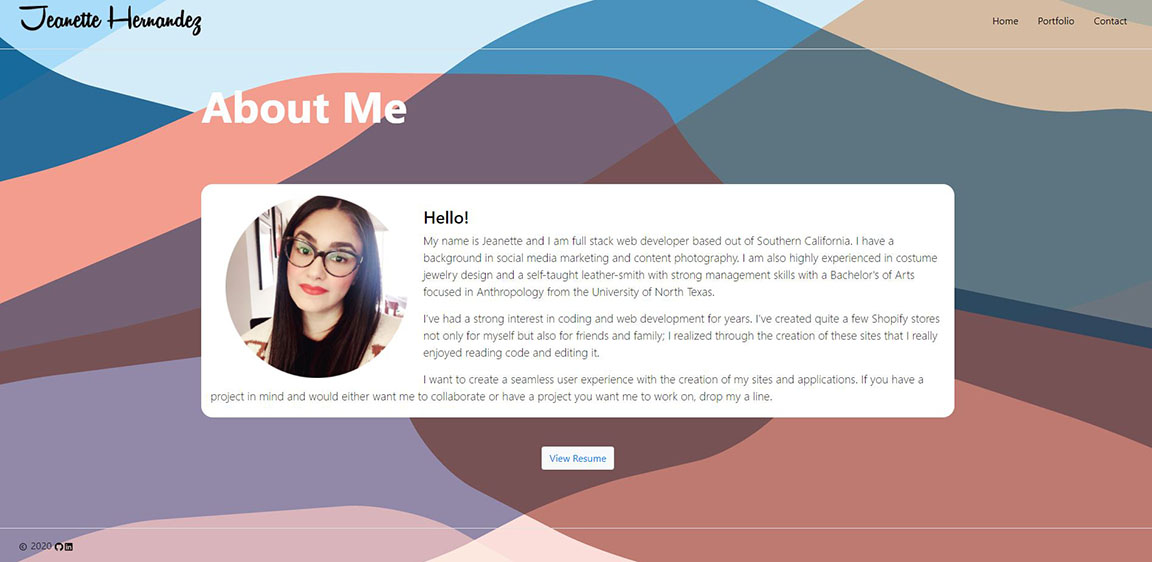 Jeanette Hernandez
Home Portfolio Contact
About Me
Hello!
My name is Jeanette and I am full stack web developer based out of Southern California. I have a
background in social media marketing and content photography. I am also highly experienced in costume
jewelry design and a self-taught leather-smith with strong management skills with a Bachelor's of Arts
focused in Anthropology from the University of North Texas.
I've had a strong interest in coding and web development for years. I've created quite a few Shopify stores
not only for myself but also for friends and family; I realized through the creation of these sites that I really
enjoyed reading code and editing it.
I want to create a seamless user experience with the creation of my sites and applications. If you have a
project in mind and would either want me to collaborate or have a project you want me to work on, drop my a line.
View Resume
© 2020